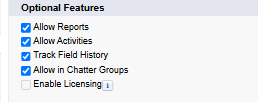 Optional Features
Allow Reports
Allow Activities
Track Field History
Allow in Chatter Groups
Enable Licensing i